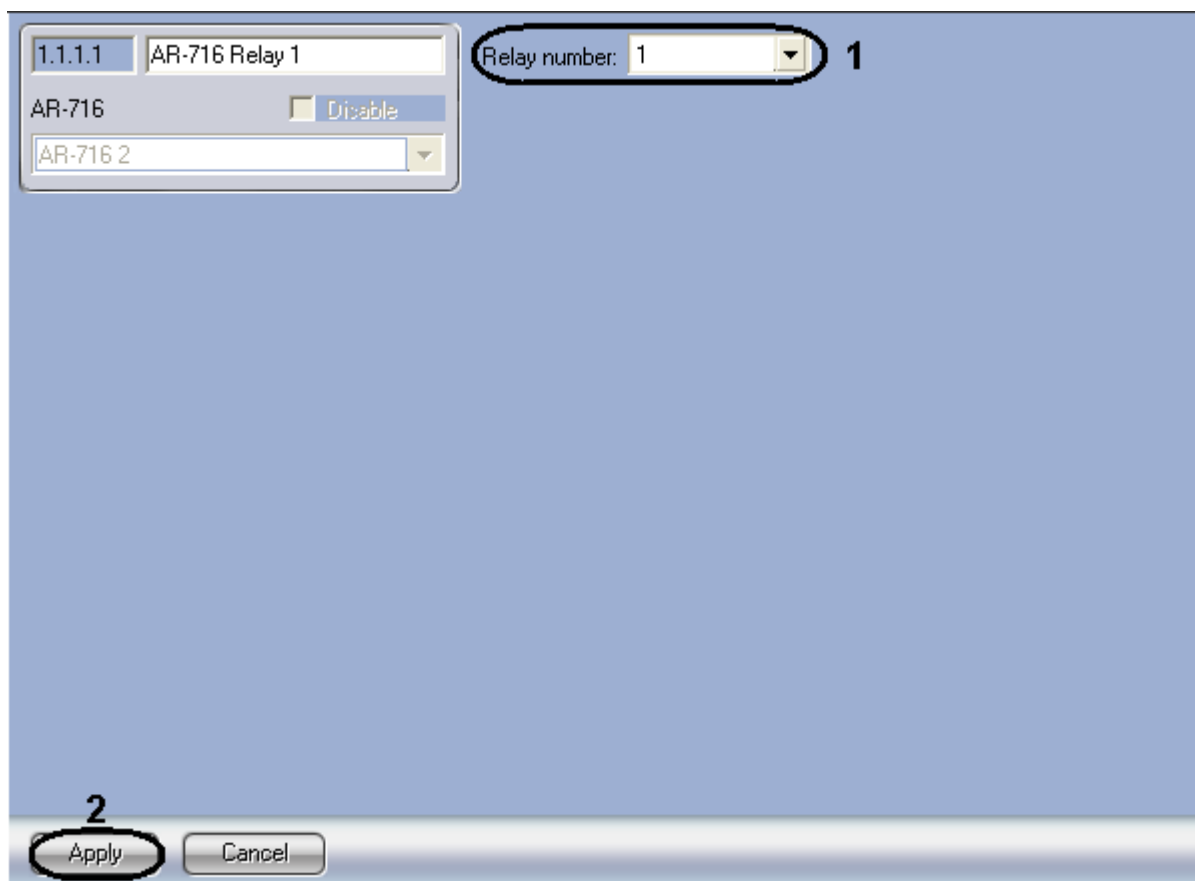 1.1.1.1 AR-716 Relay 1 Relay number: 1 1
AR-716 Disable
AR-716 2
2
Apply Cancel